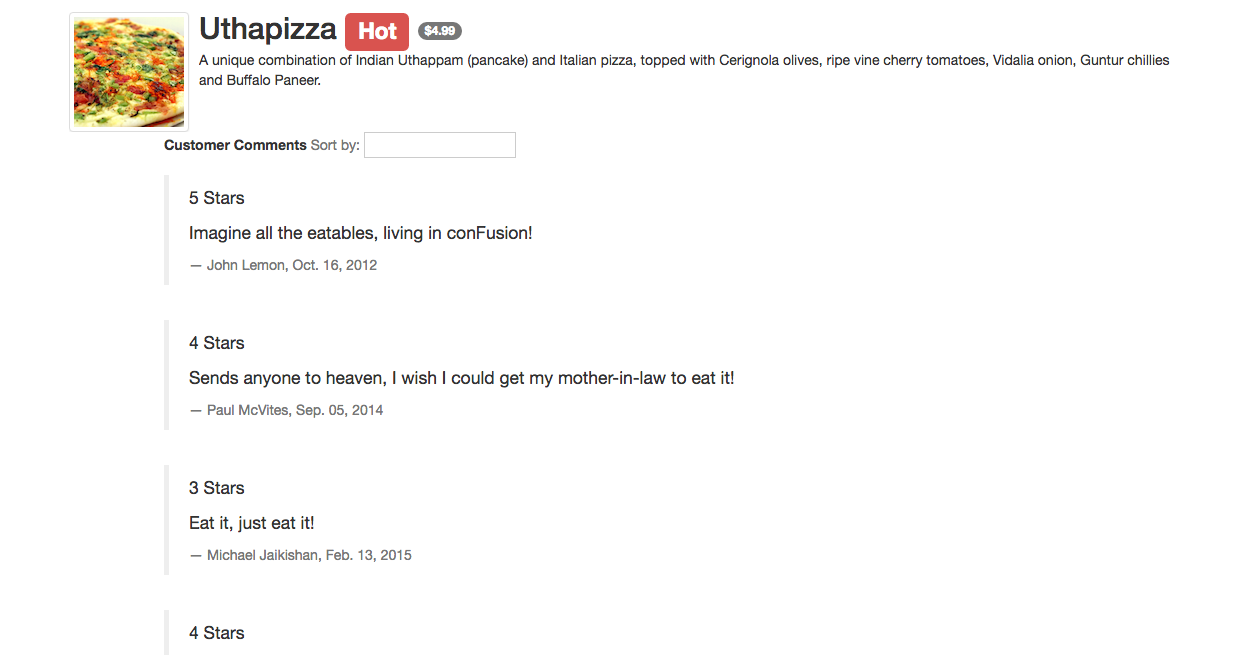 Uthapizza Hot $4.99
A unique combination of Indian Uthappam (pancake) and Italian pizza, topped with Cerignola olives, ripe vine cherry tomatoes, Vidalia onion, Guntur chillies
and Buffalo Paneer.
Customer Comments Sort by:
5 Stars
Imagine all the eatables, living in conFusion!
— John Lemon, Oct. 16, 2012
4 Stars
Sends anyone to heaven, I wish I could get my mother-in-law to eat it!
— Paul McVites, Sep. 05, 2014
3 Stars
Eat it, just eat it!
— Michael Jaikishan, Feb. 13, 2015
4 Stars